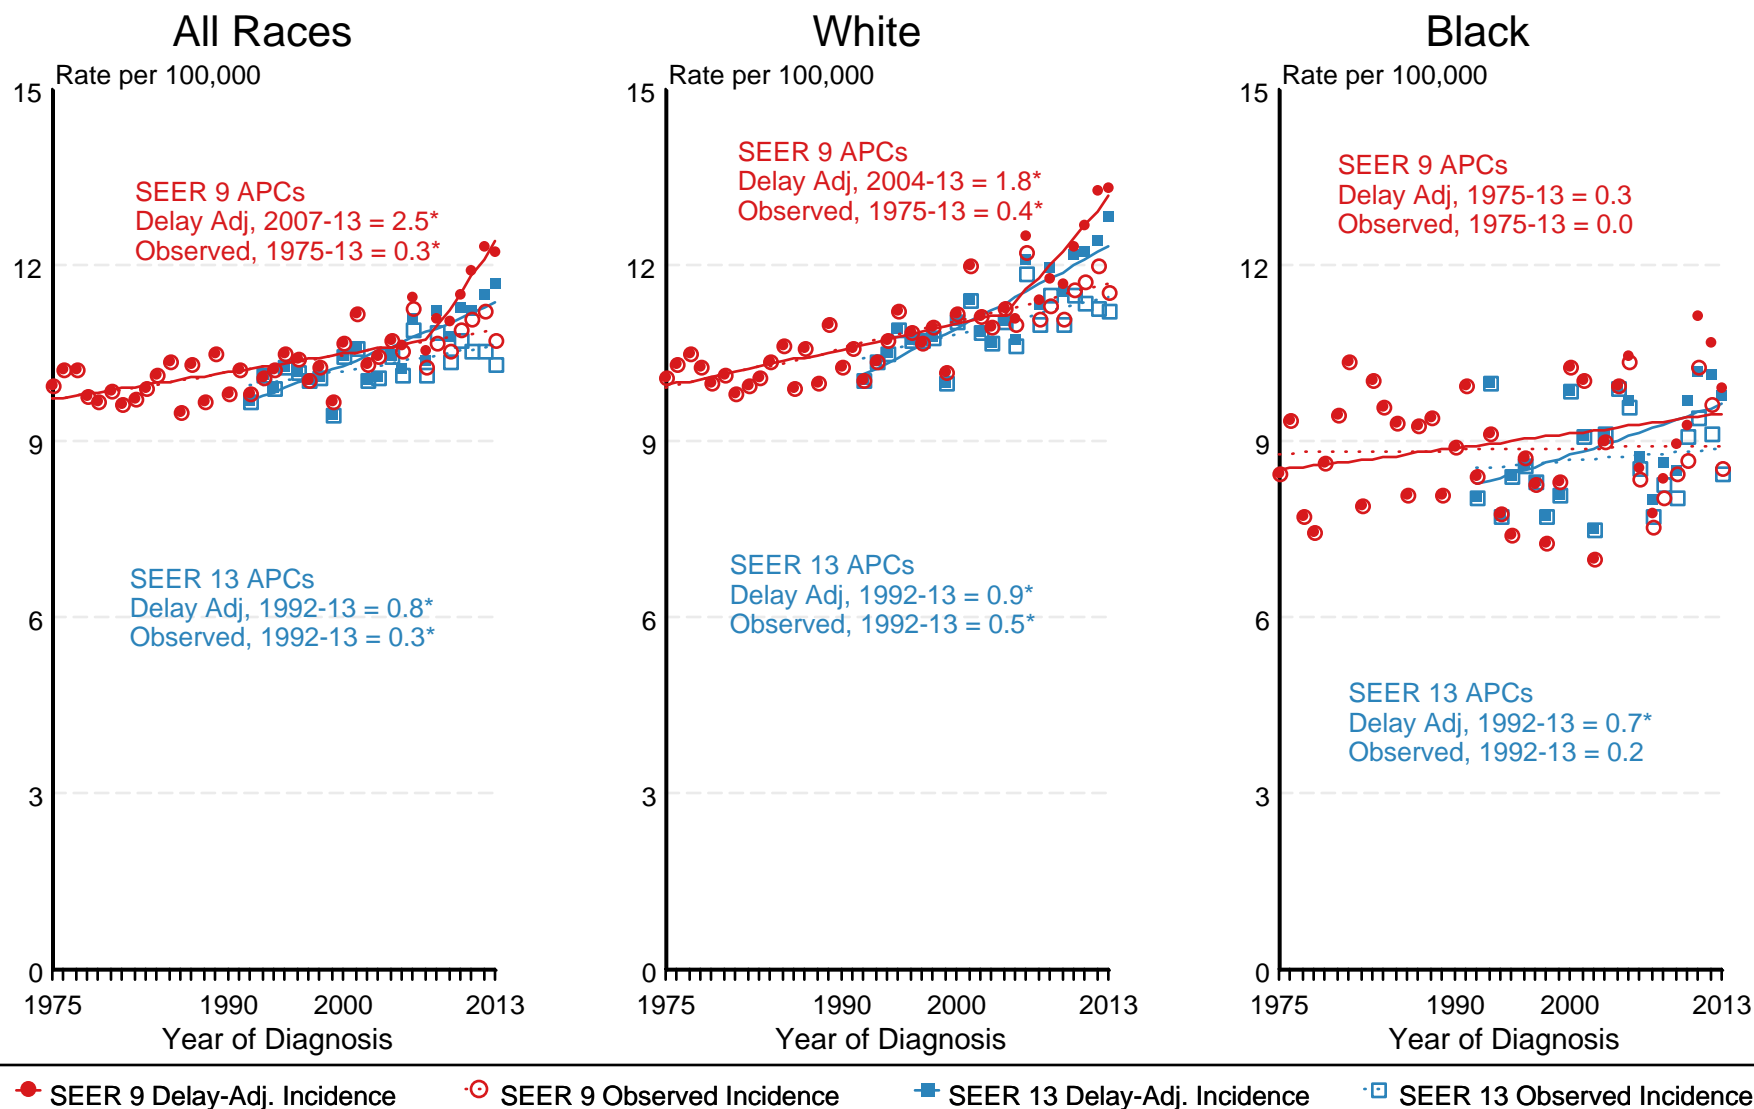 All Races
White
Black
Rate per 100,000
Rate per 100,000
Rate per 100,000
15
12
9
6
3
0
SEER 9 APCs
Delay Adj, 2007-13 = 2.5*
Observed, 1975-13 = 0.3*
SEER 13 APCs
Delay Adj, 1992-13 = 0.8*
Observed, 1992-13 = 0.3*
1975 1990 2000 2013
Year of Diagnosis
15
12
9
6
3
0
SEER 9 APCs
Delay Adj, 2004-13 = 1.8*
Observed, 1975-13 = 0.4*
SEER 13 APCs
Delay Adj, 1992-13 = 0.9*
Observed, 1992-13 = 0.5*
1975 1990 2000 2013
Year of Diagnosis
15
12
9
6
3
0
SEER 9 APCs
Delay Adj, 1975-13 = 0.3
Observed, 1975-13 = 0.0
SEER 13 APCs
Delay Adj, 1992-13 = 0.7*
Observed, 1992-13 = 0.2
1975 1990 2000 2013
Year of Diagnosis
SEER 9 Delay-Adj. Incidence
SEER 9 Observed Incidence
SEER 13 Delay-Adj. Incidence
SEER 13 Observed Incidence